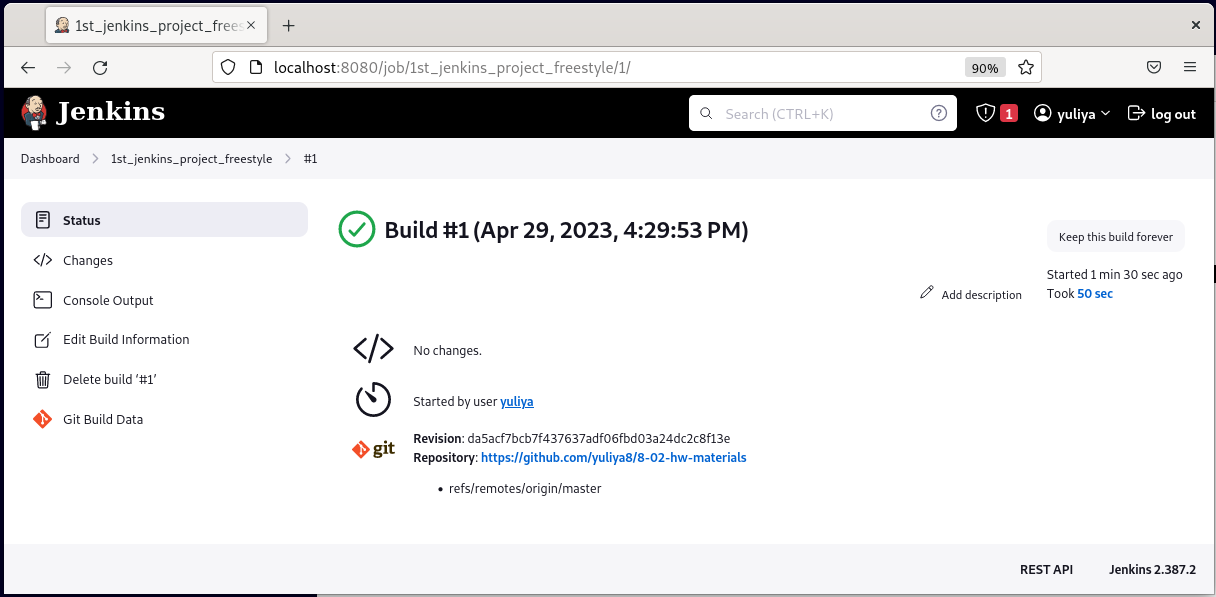 1st_jenkins_project_frees
localhost:8080/job/1st_jenkins_project_freestyle/1/ 90%
Jenkins Search (CTRL+K) 1 yuliya log out
Dashboard 1st_jenkins_project_freestyle #1
Status
Changes
Console Output
Edit Build Information
Delete build ‘#1’
Git Build Data
Build #1 (Apr 29, 2023, 4:29:53 PM)
Keep this build forever
Started 1 min 30 sec ago
Took 50 sec
Add description
No changes.
Started by user yuliya
git
Revision: da5acf7bcb7f437637adf06fbd03a24dc2c8f13e
Repository: https://github.com/yuliya8/8-02-hw-materials
• refs/remotes/origin/master
REST API Jenkins 2.387.2